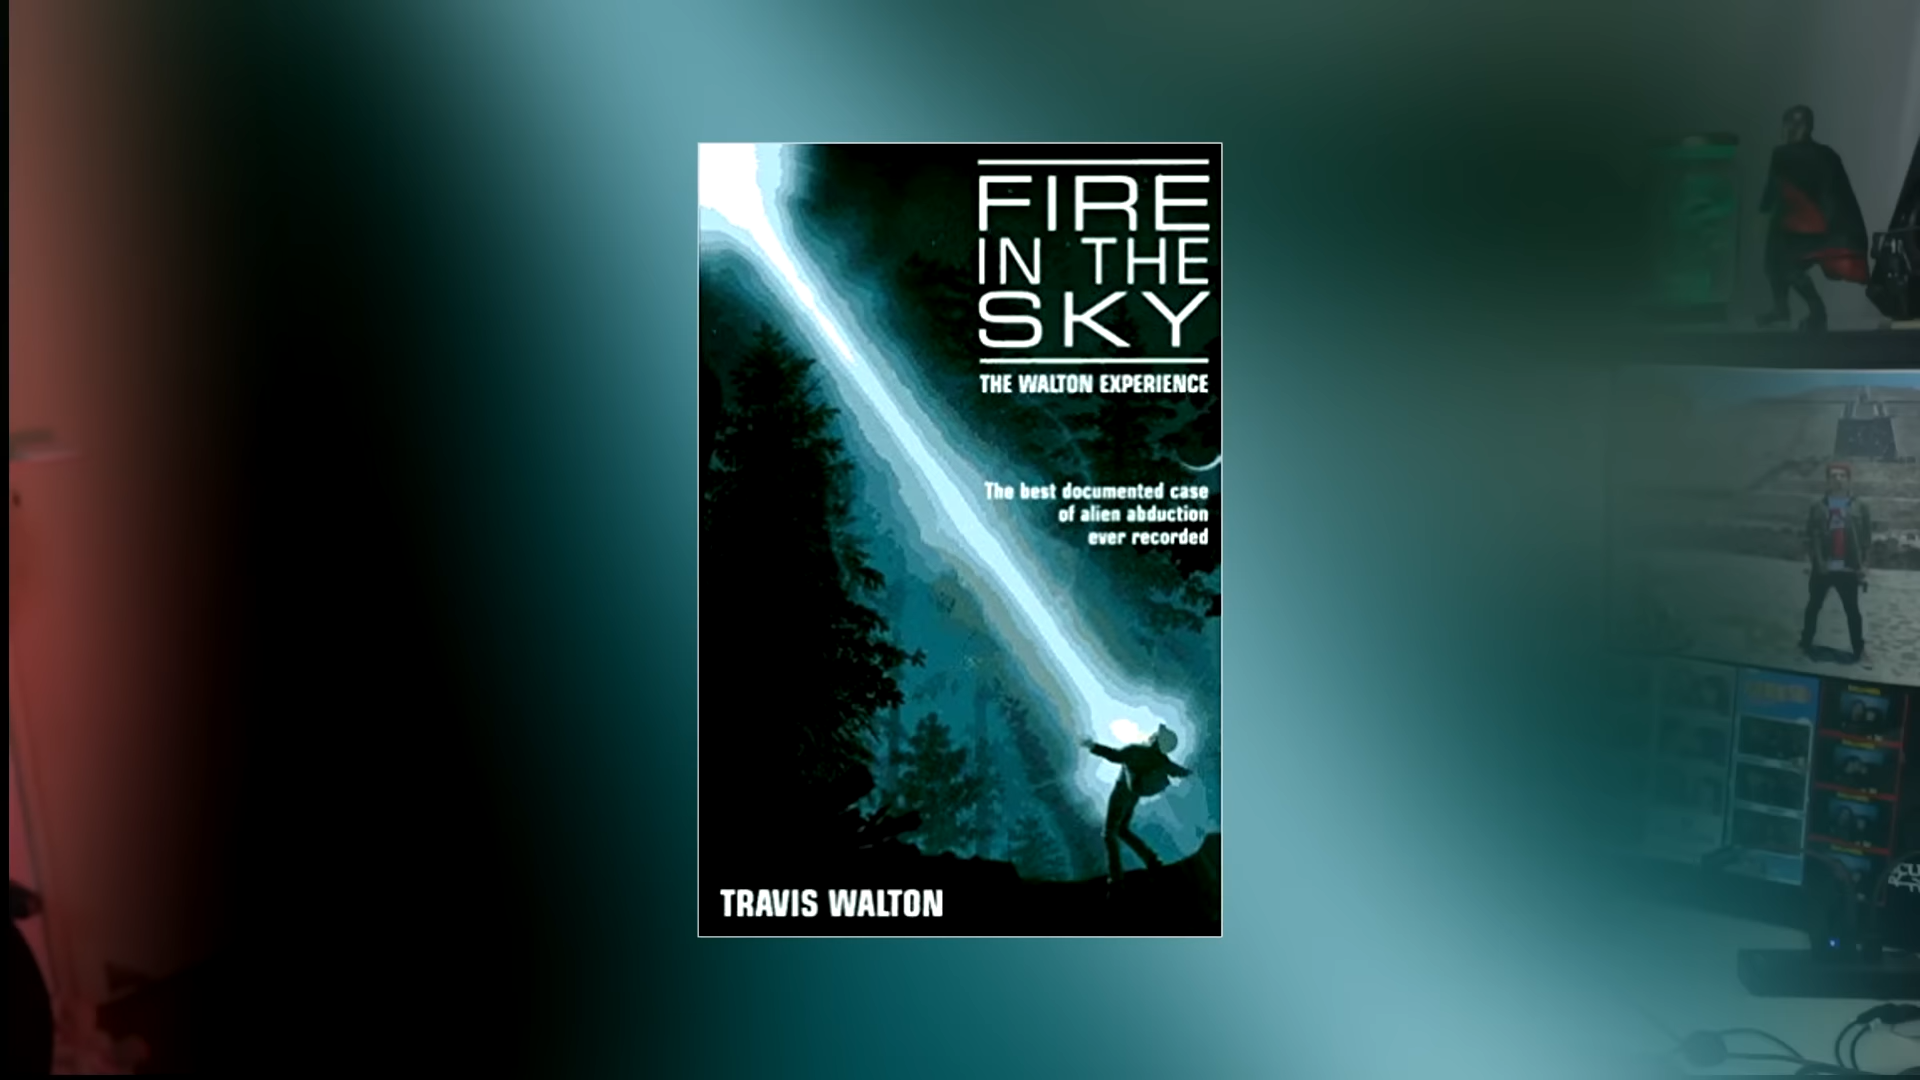 FIRE
IN THE
SKY
THE WALTON EXPERIENCE
The best documented case
of alien abduction
ever recorded
TRAVIS WALTON